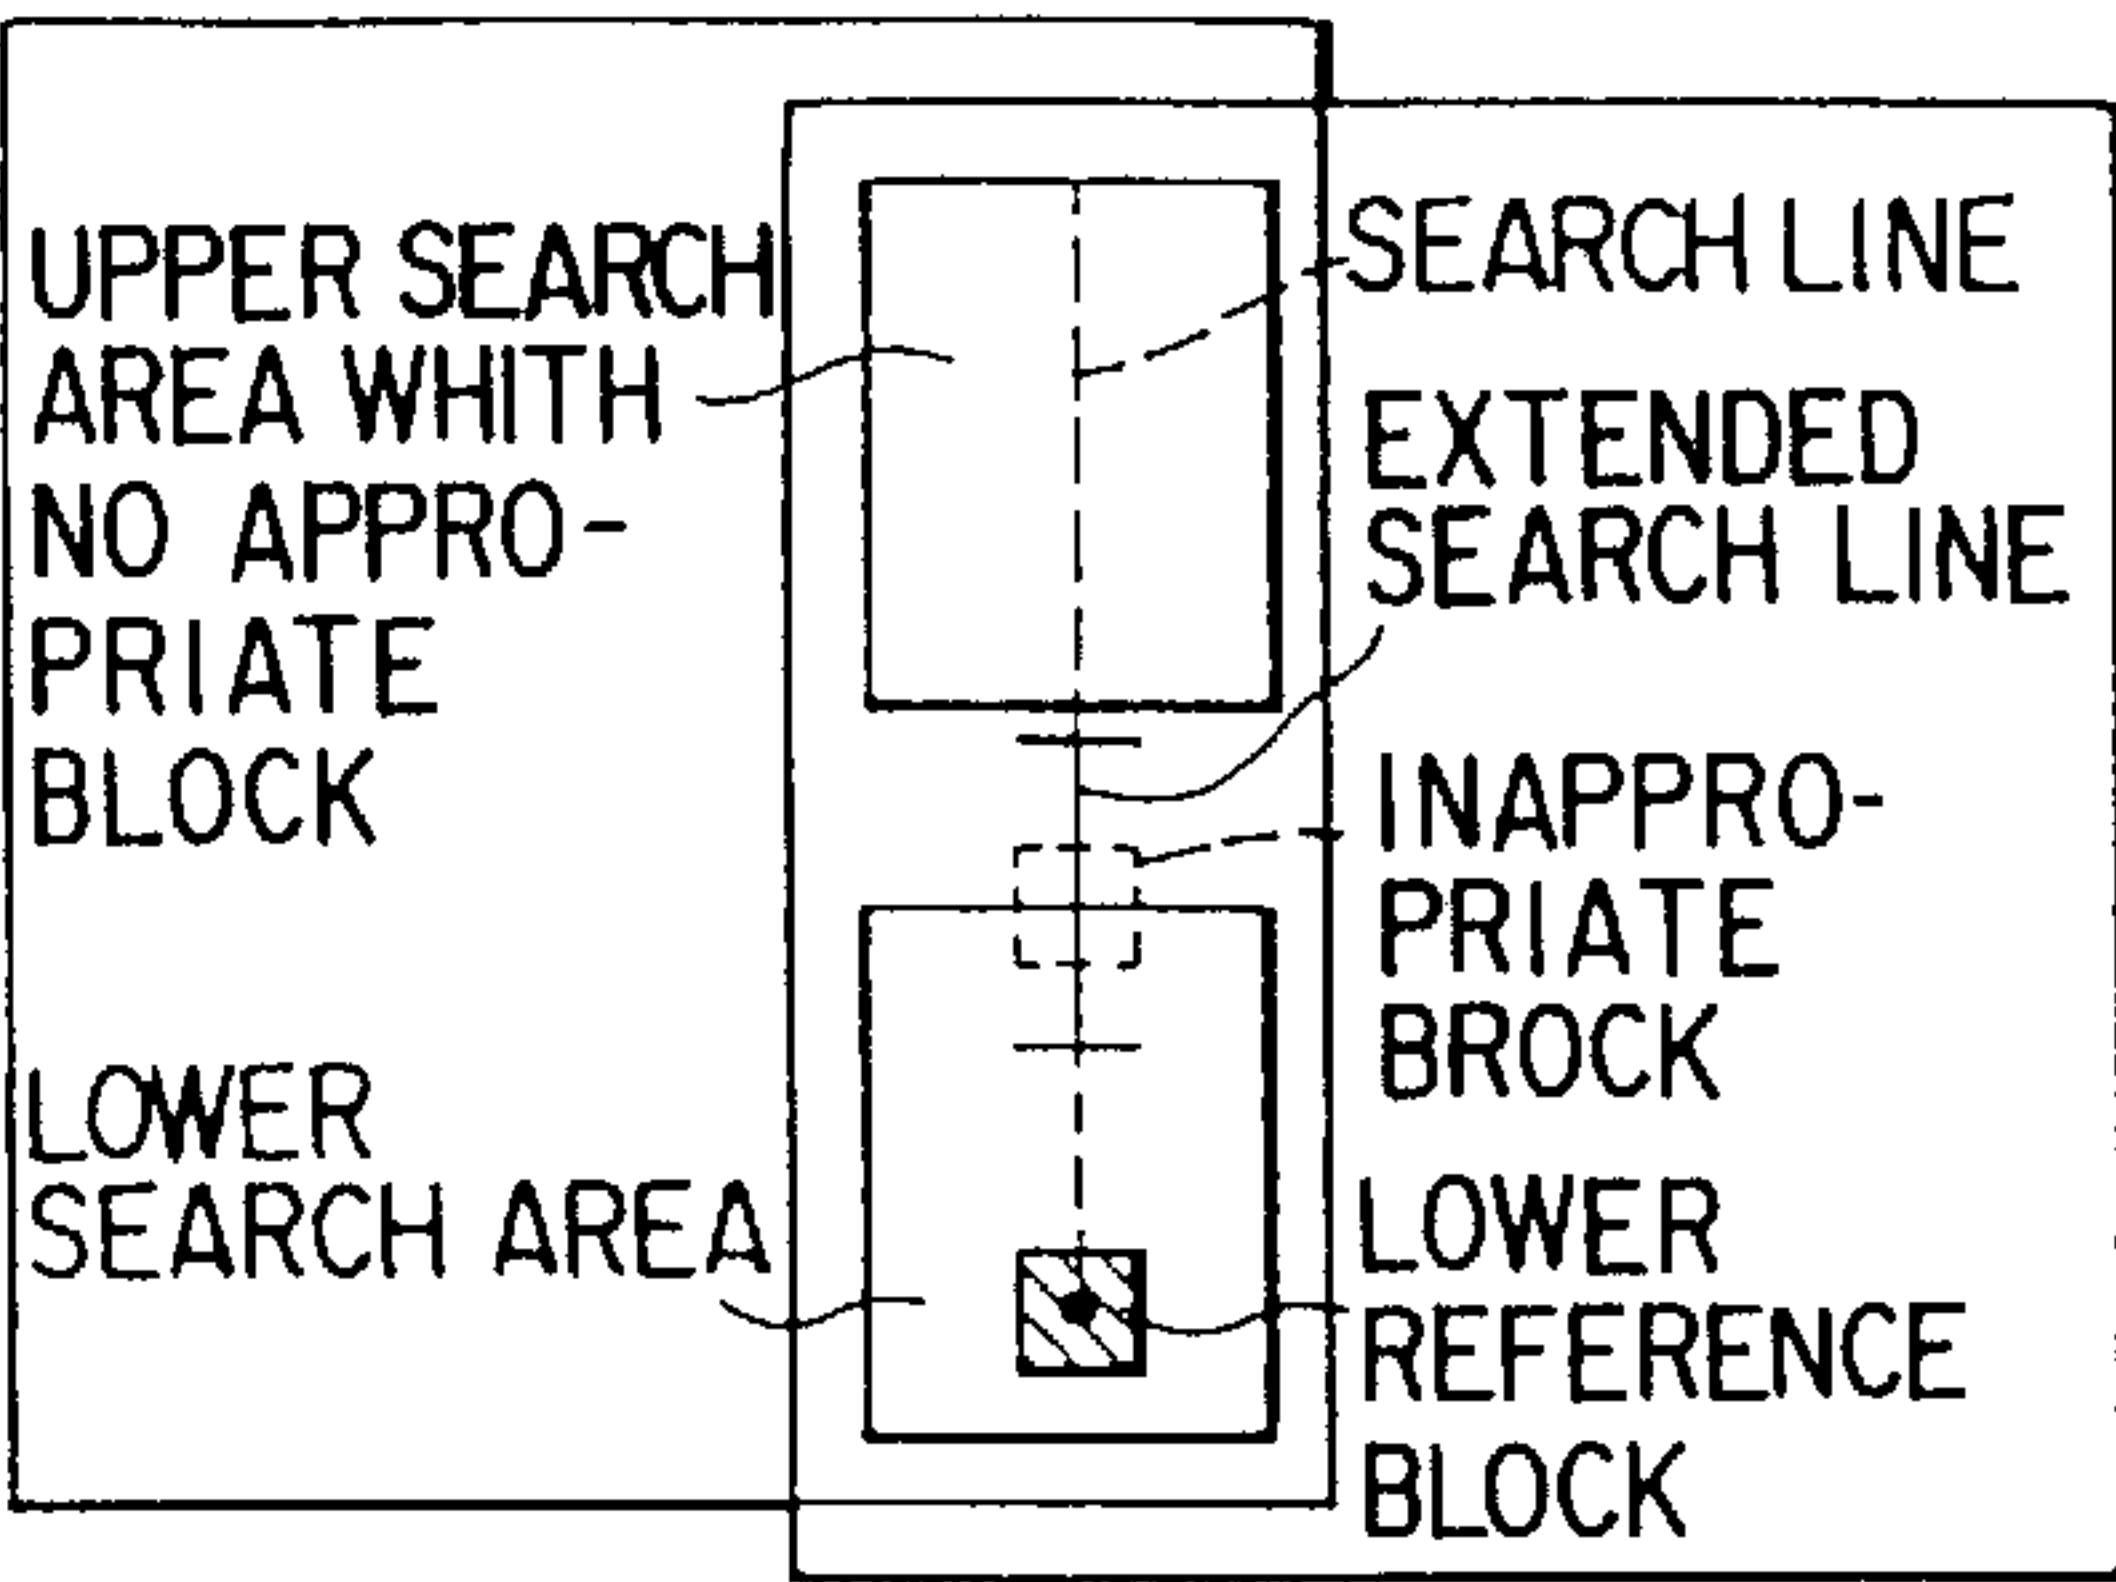 UPPER SEARCH
AREA WHITH
NO APPRO-
PRIATE
BLOCK
LOWER
SEARCH AREA
SEARCH LINE
EXTENDED
SEARCH LINE
INAPPRO-
PRIATE
BROCK
LOWER
REFERENCE
BLOCK